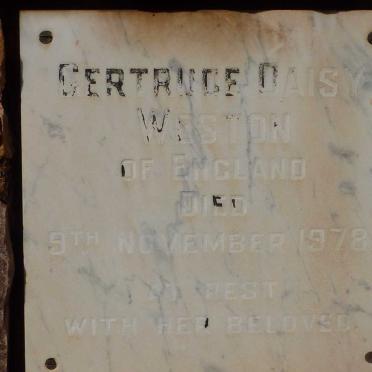 GERTRUDE DAISY
WESTON
OF ENGLAND
DIED
9TH NOVEMBER 1978
AT REST
WITH HER BELOVED